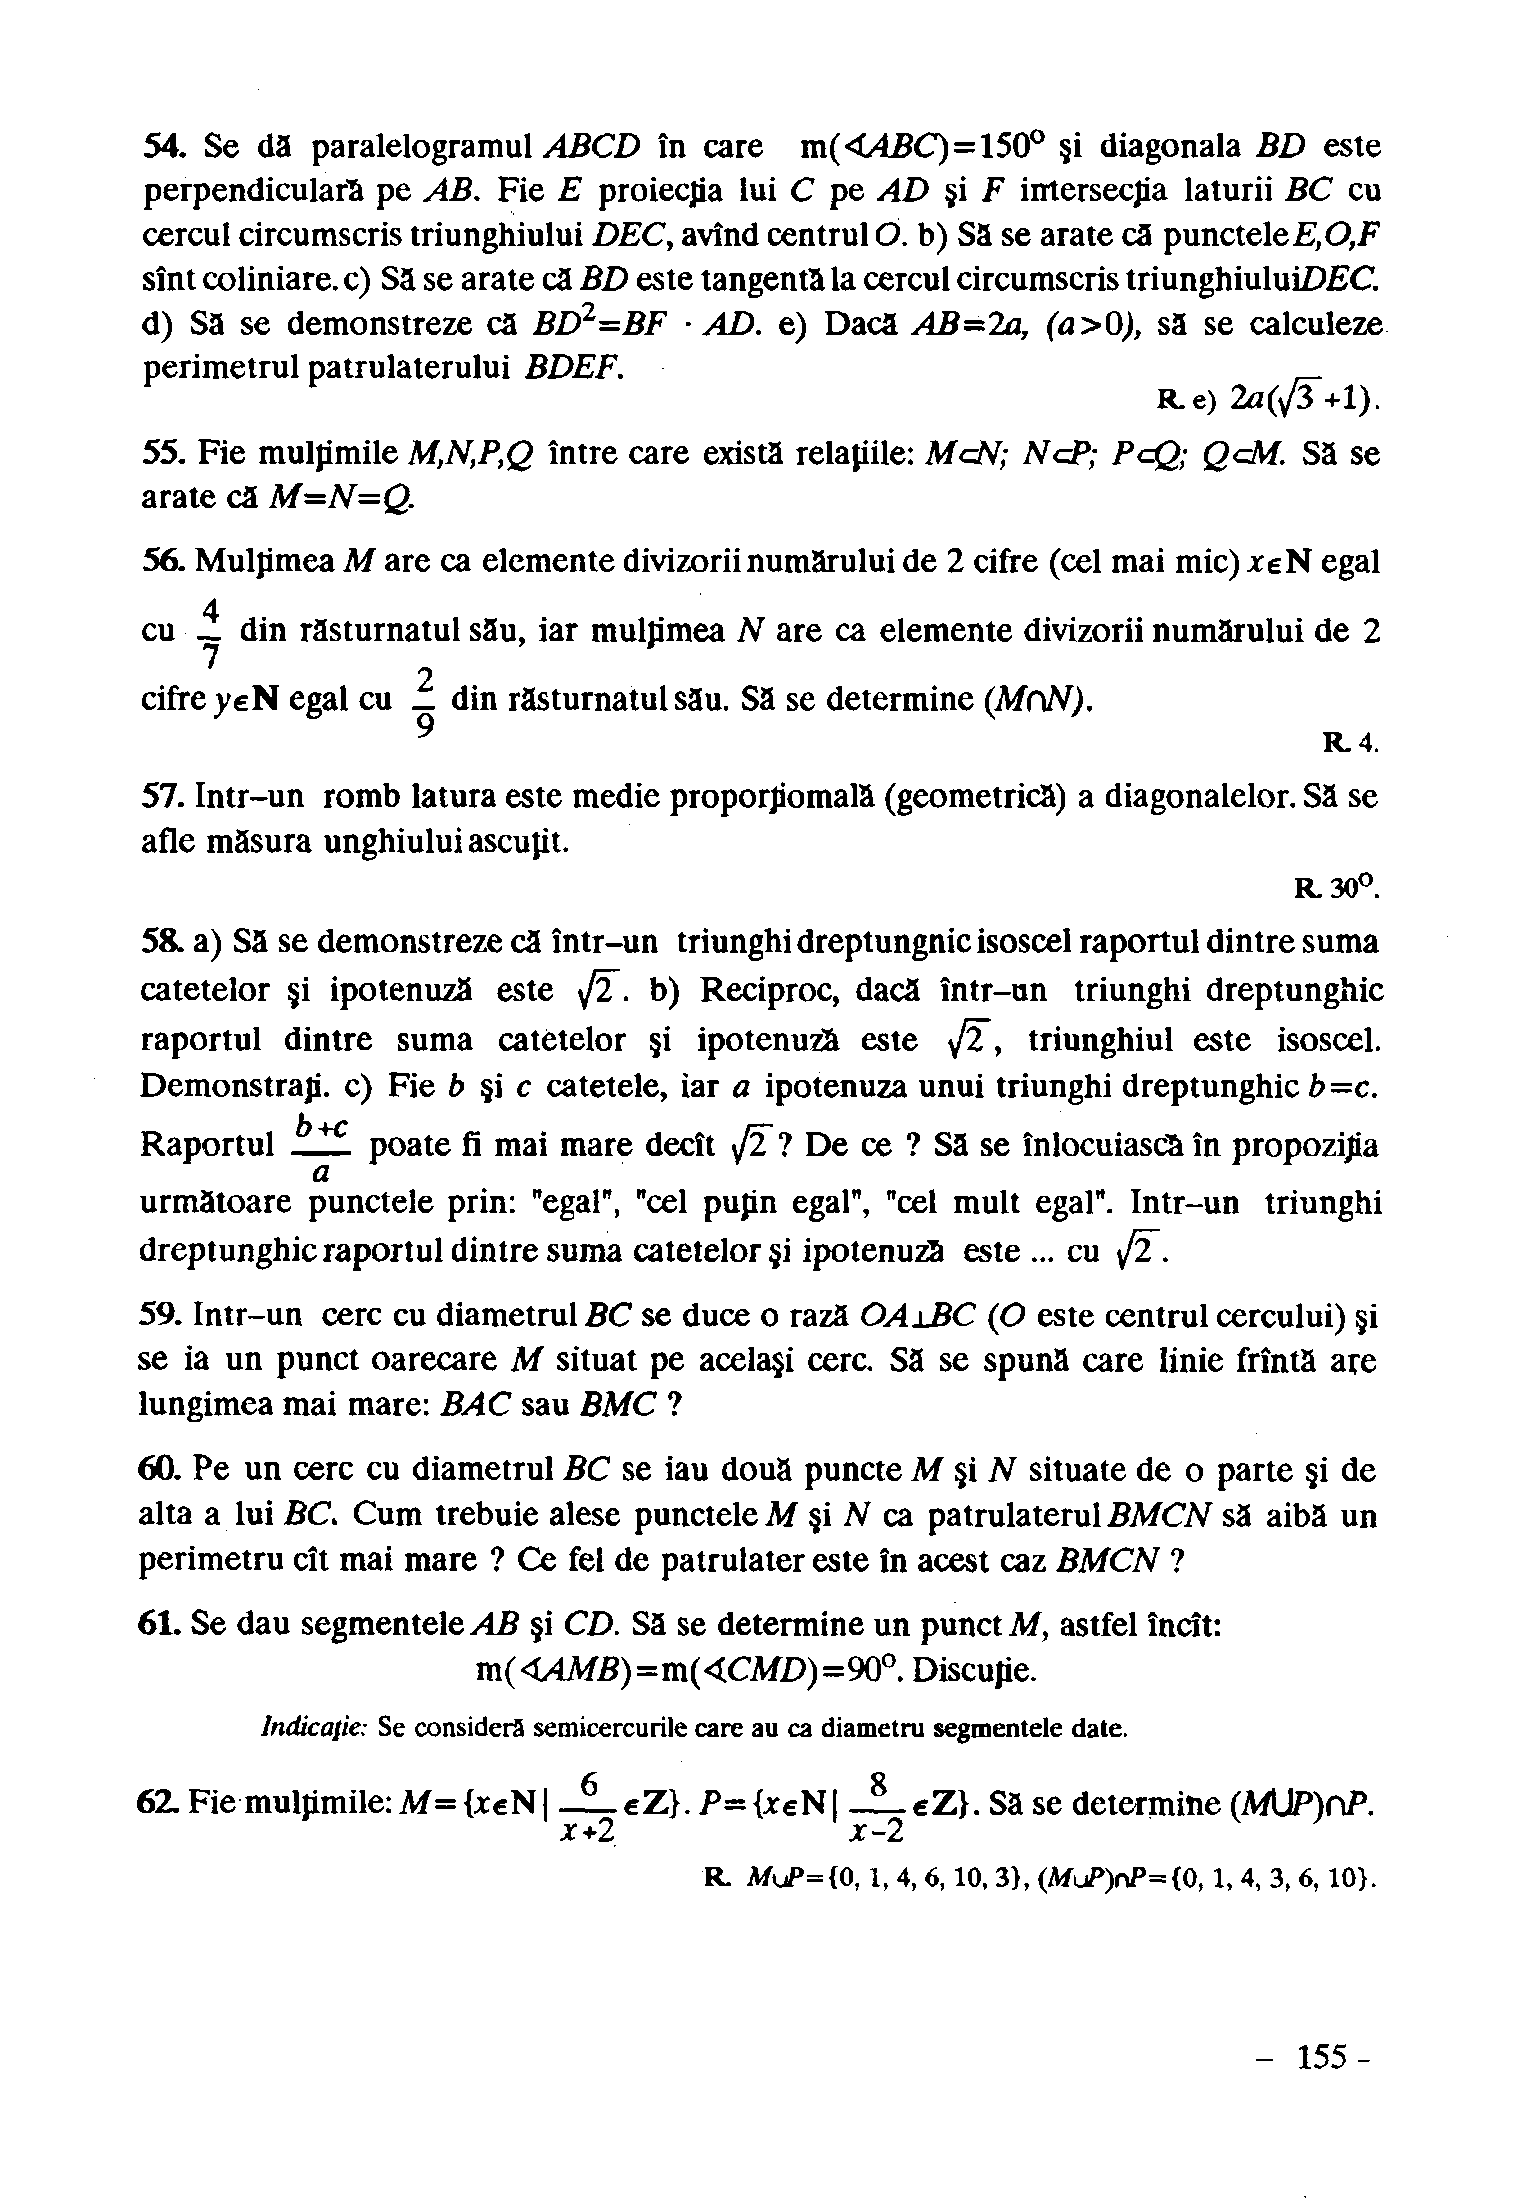 54. Se dă paralelogramul ABCD în care m(∢ABC)=150⁰ şi diagonala BD este
perpendiculară pe AB. Fie E proiecţia lui C pe AD şi F intersecţia laturii BC cu
cercul circumscris triunghiului DEC, avînd centrul O. b) Să se arate că punctele E,O,F
sînt coliniare. c) Să se arate că BD este tangentă la cercul circumscris triunghiului DEC.
d) Să se demonstreze că BD²=BF · AD. e) Dacă AB=2a, (a>0), să se calculeze
perimetrul patrulaterului BDEF.
R. e) 2a(√3+1).
55. Fie mulţimile M,N,P,Q între care există relaţiile: M⊂N; N⊂P; P⊂Q; Q⊂M. Să se
arate că M=N=Q.
56. Mulţimea M are ca elemente divizorii numărului de 2 cifre (cel mai mic) x∈N egal
cu 4/7 din răsturnatul său, iar mulţimea N are ca elemente divizorii numărului de 2
cifre y∈N egal cu 2/9 din răsturnatul său. Să se determine (M∩N).
R. 4.
57. Intr-un romb latura este medie proporţiomală (geometrică) a diagonalelor. Să se
afle măsura unghiului ascuţit.
R. 30⁰.
58. a) Să se demonstreze că într-un triunghi dreptungnic isoscel raportul dintre suma
catetelor şi ipotenuză este √2. b) Reciproc, dacă într-un triunghi dreptunghic
raportul dintre suma catetelor şi ipotenuză este √2, triunghiul este isoscel.
Demonstraţi. c) Fie b şi c catetele, iar a ipotenuza unui triunghi dreptunghic b=c.
Raportul (b+c)/a poate fi mai mare decît √2? De ce ? Să se înlocuiască în propoziţia
următoare punctele prin: "egal", "cel puţin egal", "cel mult egal". Intr-un triunghi
dreptunghic raportul dintre suma catetelor şi ipotenuză este ... cu √2.
59. Intr-un cerc cu diametrul BC se duce o rază OA⊥BC (O este centrul cercului) şi
se ia un punct oarecare M situat pe acelaşi cerc. Să se spună care linie frîntă are
lungimea mai mare: BAC sau BMC ?
60. Pe un cerc cu diametrul BC se iau două puncte M şi N situate de o parte şi de
alta a lui BC. Cum trebuie alese punctele M şi N ca patrulaterul BMCN să aibă un
perimetru cît mai mare ? Ce fel de patrulater este în acest caz BMCN ?
61. Se dau segmentele AB şi CD. Să se determine un punct M, astfel încît:
m(∢AMB)=m(∢CMD)=90⁰. Discuţie.
Indicaţie: Se consideră semicercurile care au ca diametru segmentele date.
62. Fie mulţimile: M={x∈N| 6/(x+2) ∈Z}. P={x∈N| 8/(x-2) ∈Z}. Să se determine (M∪P)∩P.
R. M∪P={0, 1, 4, 6, 10, 3}, (M∪P)∩P={0, 1, 4, 3, 6, 10}.
- 155 -